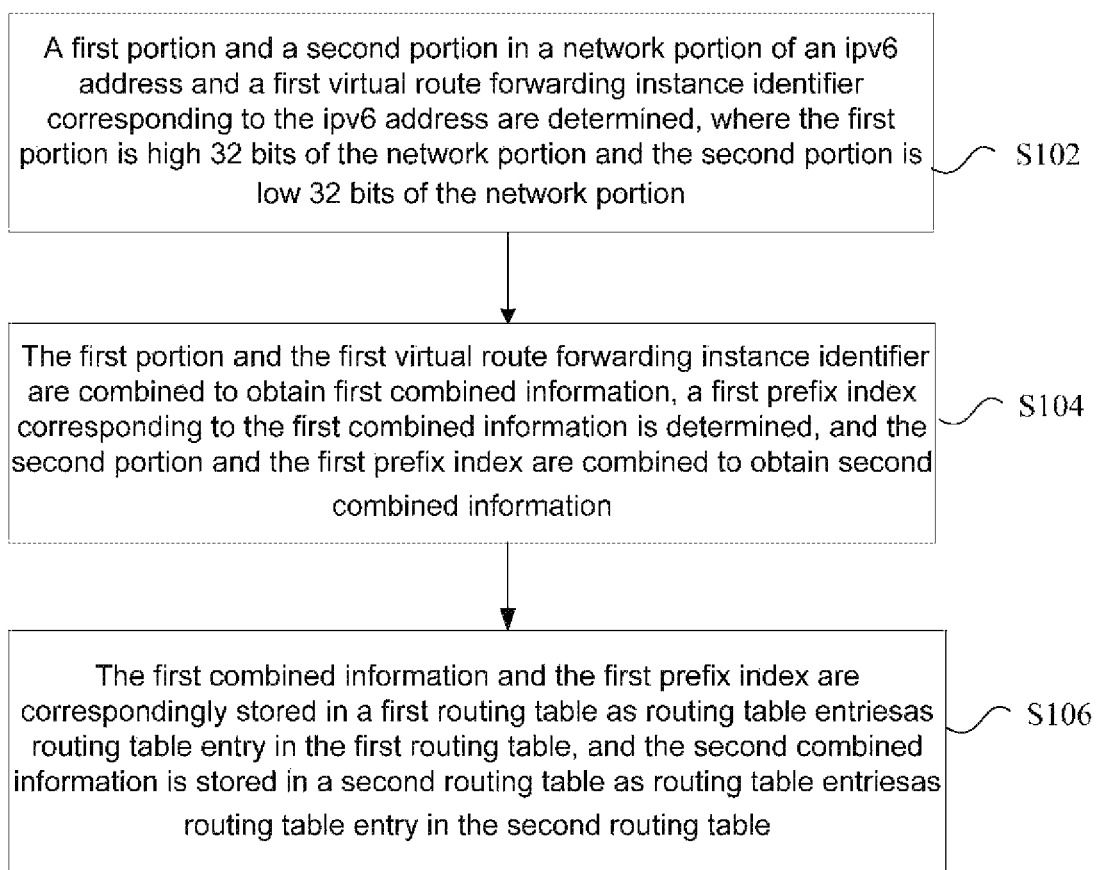 A first portion and a second portion in a network portion of an ipv6
address and a first virtual route forwarding instance identifier
corresponding to the ipv6 address are determined, where the first
portion is high 32 bits of the network portion and the second portion is
low 32 bits of the network portion
S102
The first portion and the first virtual route forwarding instance identifier
are combined to obtain first combined information, a first prefix index
corresponding to the first combined information is determined, and the
second portion and the first prefix index are combined to obtain second
combined information
S104
The first combined information and the first prefix index are
correspondingly stored in a first routing table as routing table entriesas
routing table entry in the first routing table, and the second combined
information is stored in a second routing table as routing table entriesas
routing table entry in the second routing table
S106